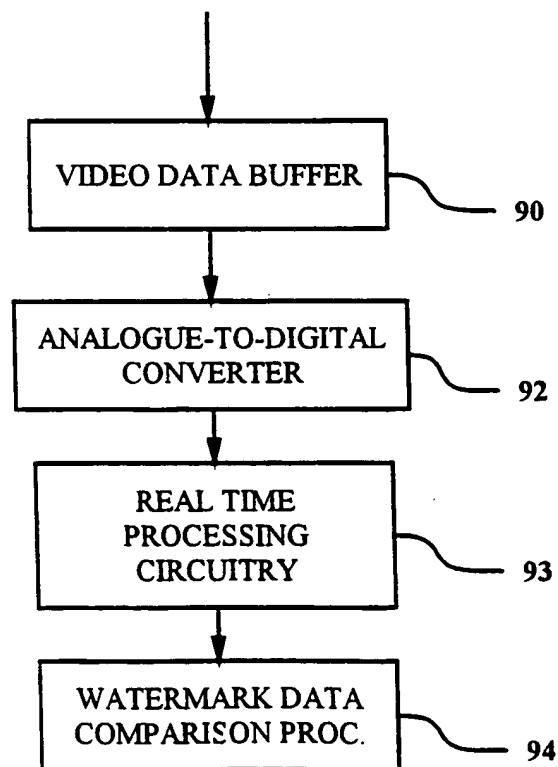 VIDEO DATA BUFFER
90
ANALOGUE-TO-DIGITAL
CONVERTER
92
REAL TIME
PROCESSING
CIRCUITRY
93
WATERMARK DATA
COMPARISON PROC.
94